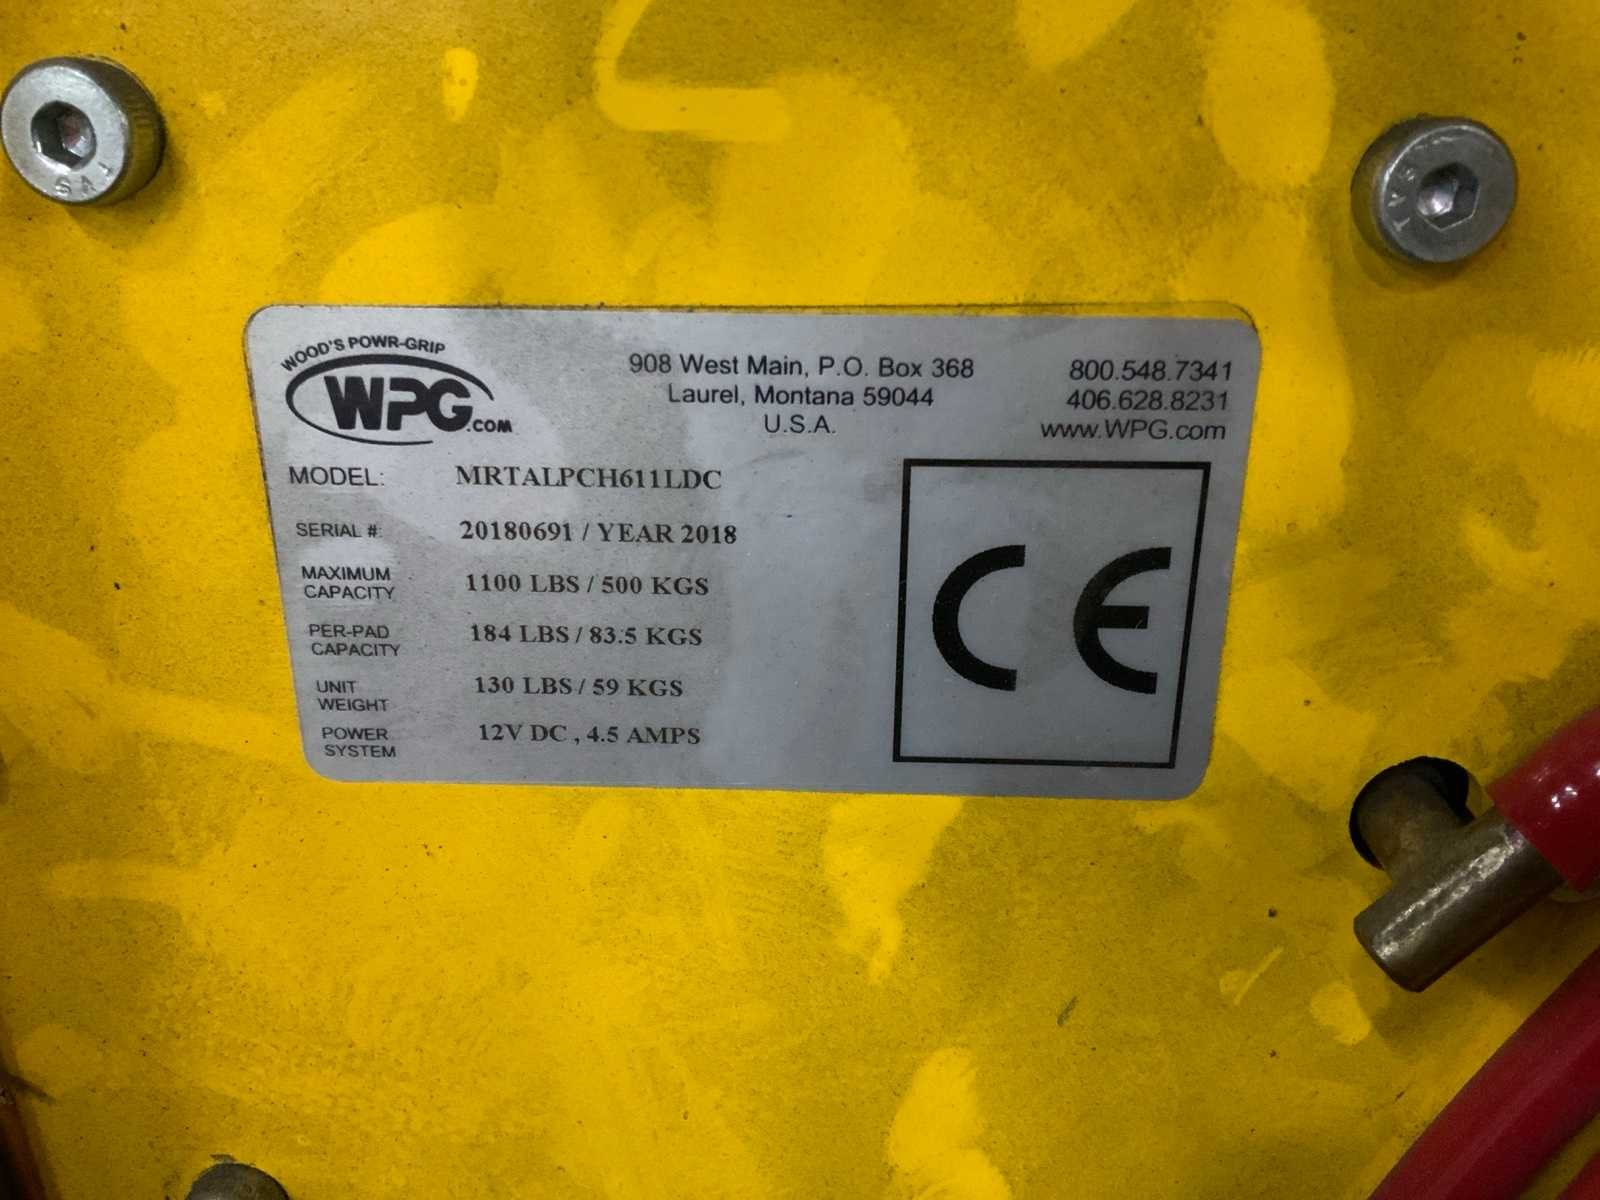 WOOD'S POWR-GRIP
WPG.COM
908 West Main, P.O. Box 368
Laurel, Montana 59044
U.S.A.
800.548.7341
406.628.8231
www.WPG.com
MODEL: MRTALPCH611LDC
SERIAL #: 20180691 / YEAR 2018
MAXIMUM
CAPACITY 1100 LBS / 500 KGS
PER-PAD
CAPACITY 184 LBS / 83.5 KGS
UNIT
WEIGHT 130 LBS / 59 KGS
POWER
SYSTEM 12V DC , 4.5 AMPS
CE